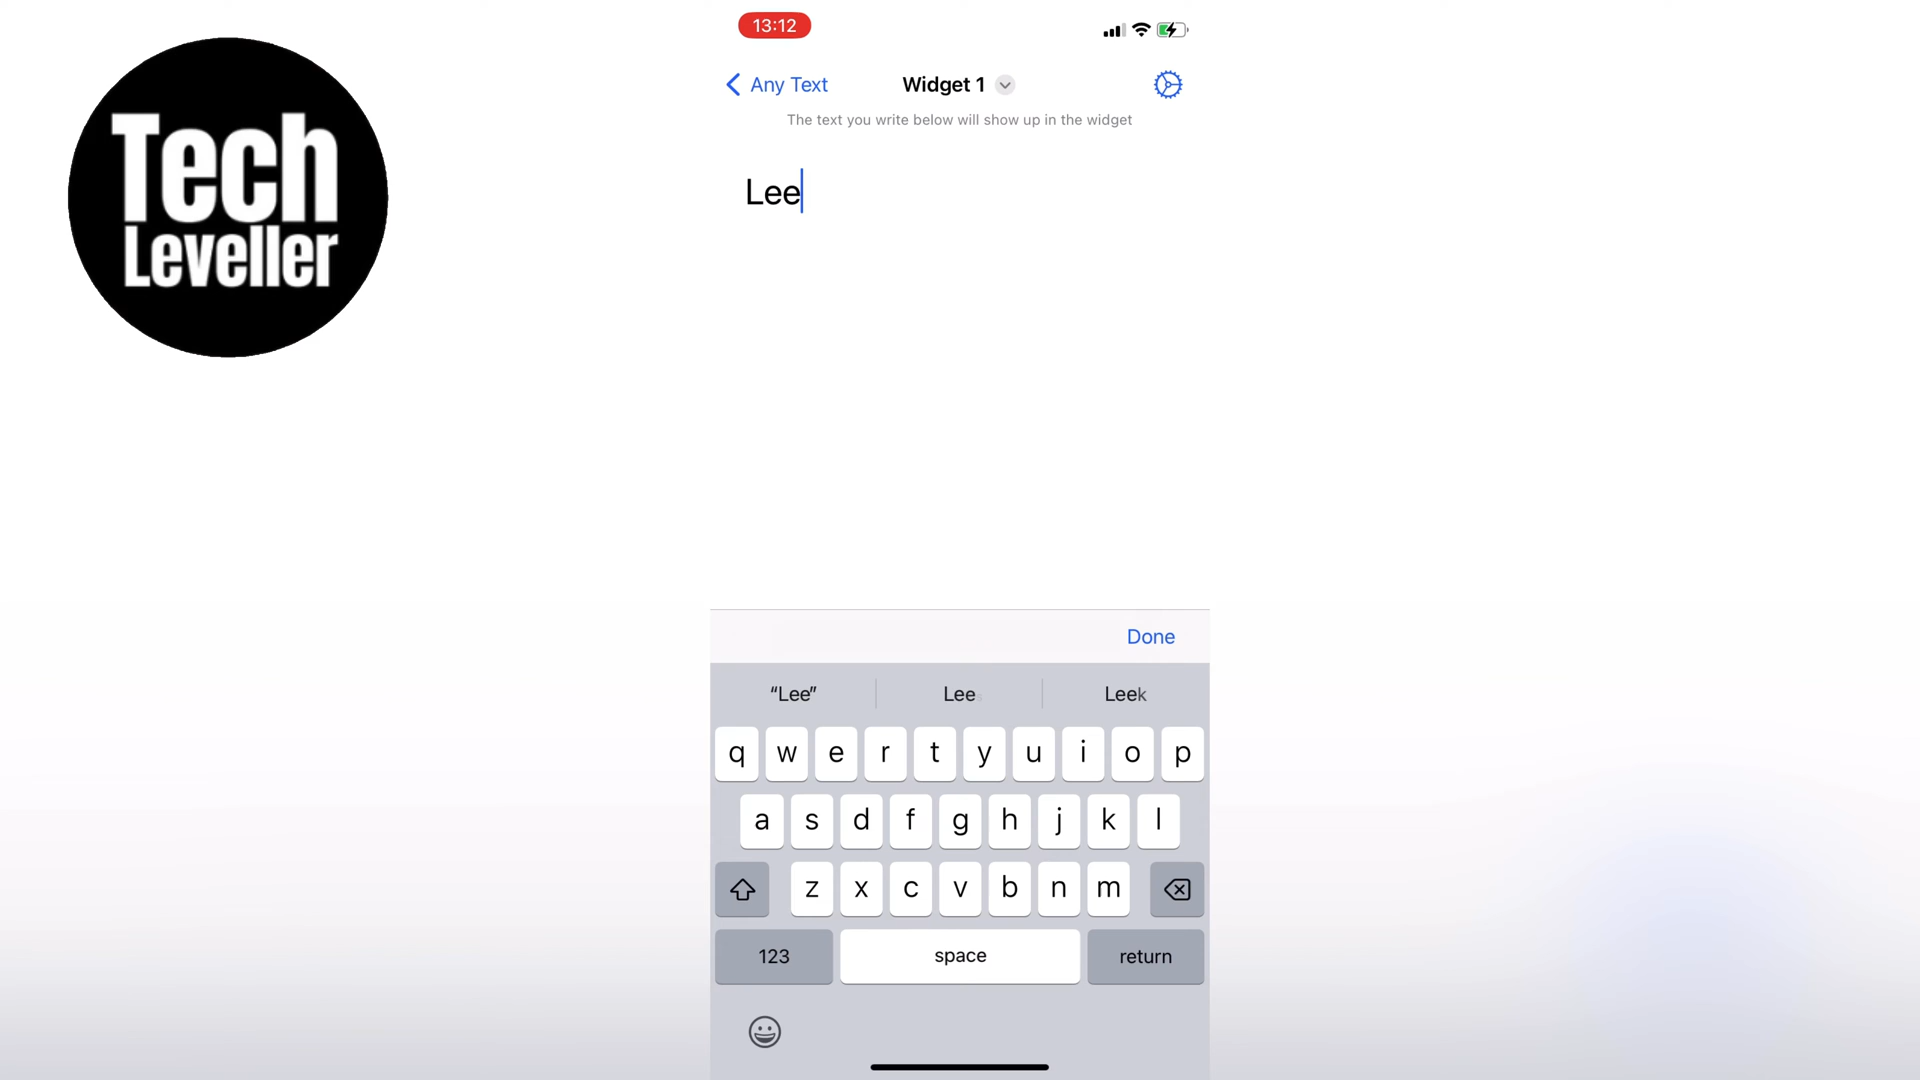 Tech
Leveller
13:12
Any Text
Widget 1
The text you write below will show up in the widget
Lee
Done
“Lee”
Lee
Leek
q w e r t y u i o p
a s d f g h j k l
z x c v b n m
123
space
return